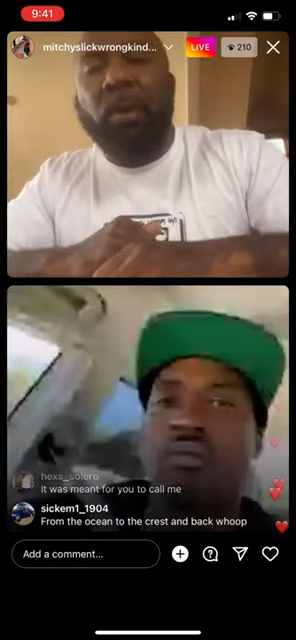 9:41
mitchyslickwrongkind...
LIVE
210
hexs_solero
It was meant for you to call me
sickem1_1904
From the ocean to the crest and back whoop
Add a comment...